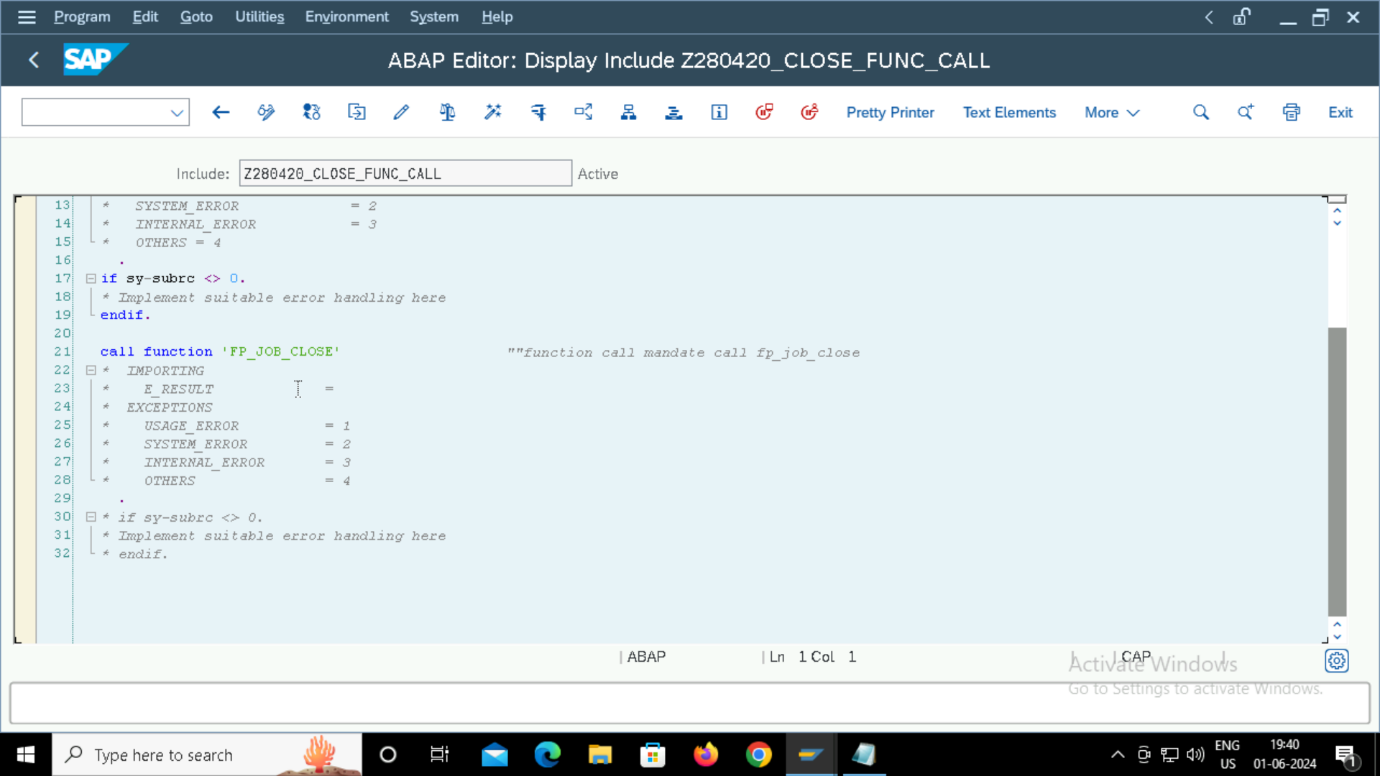 Program Edit Goto Utilities Environment System Help
SAP ABAP Editor: Display Include Z280420_CLOSE_FUNC_CALL
Pretty Printer Text Elements More Exit
Include: Z280420_CLOSE_FUNC_CALL Active
13 * SYSTEM_ERROR = 2
14 * INTERNAL_ERROR = 3
15 * OTHERS = 4
16 .
17 if sy-subrc <> 0.
18 * Implement suitable error handling here
19 endif.
20
21 call function 'FP_JOB_CLOSE' ""function call mandate call fp_job_close
22 * IMPORTING
23 * E_RESULT =
24 * EXCEPTIONS
25 * USAGE_ERROR = 1
26 * SYSTEM_ERROR = 2
27 * INTERNAL_ERROR = 3
28 * OTHERS = 4
29 .
30 * if sy-subrc <> 0.
31 * Implement suitable error handling here
32 * endif.
ABAP Ln 1 Col 1 CAP
Activate Windows
Go to Settings to activate Windows.
Type here to search
ENG
US
19:40
01-06-2024
1